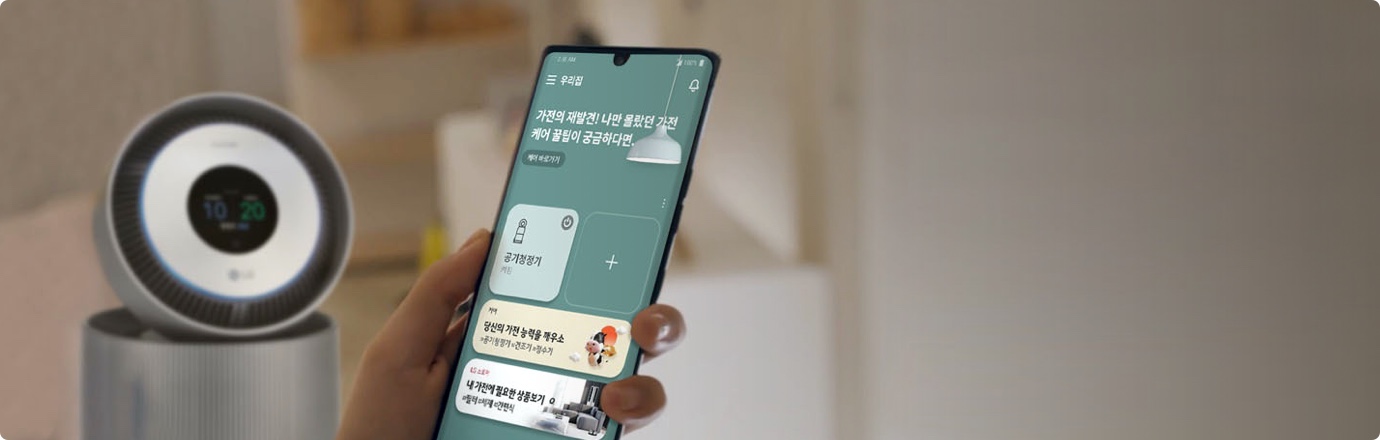 우리집
100%
가전의 재발견! 나만 몰랐던 가전
케어 꿀팁이 궁금하다면,
케어 바로가기
공기청정기
켜짐
케어
당신의 가전 능력을 깨우소
#공기청정기 #건조기 #정수기
LG 스토어
내 가전에 필요한 상품보기
#필터 #세제 #간편식
10 20
LG